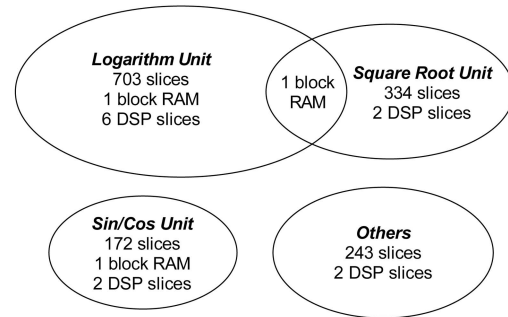 Logarithm Unit
703 slices
1 block RAM
6 DSP slices
1 block
RAM
Square Root Unit
334 slices
2 DSP slices
Sin/Cos Unit
172 slices
1 block RAM
2 DSP slices
Others
243 slices
2 DSP slices